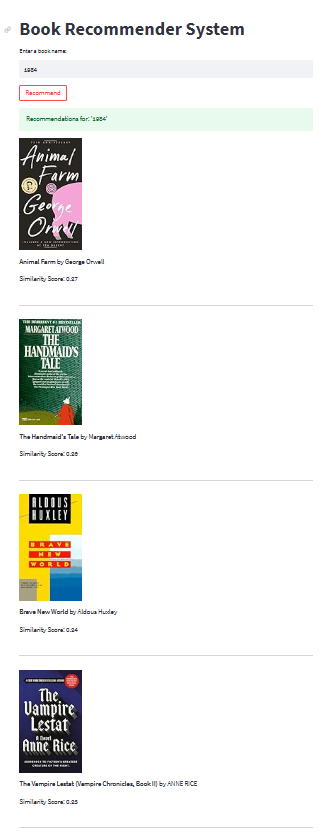 Book Recommender System
Enter a book name:
1984
Recommend
Recommendations for: '1984'
Animal
Farm
George
Orwell
Animal Farm by George Orwell
Similarity Score: 0.27
MARGARET ATWOOD
THE
HANDMAID'S
TALE
The Handmaid's Tale by Margaret Atwood
Similarity Score: 0.26
ALDOUS
HUXLEY
BRAVE
NEW
WORLD
Brave New World by Aldous Huxley
Similarity Score: 0.24
The
Vampire
Lestat
A Novel
Anne Rice
The Vampire Lestat (Vampire Chronicles, Book II) by ANNE RICE
Similarity Score: 0.23